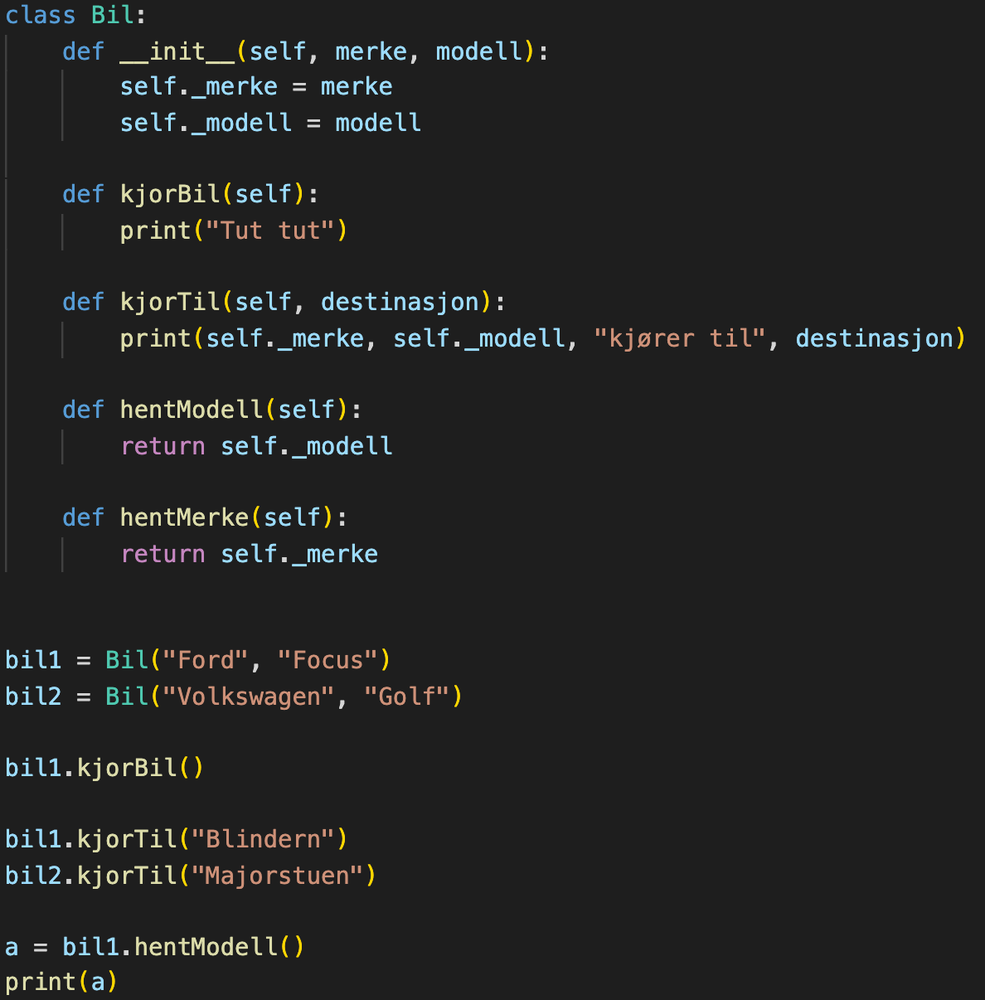 class Bil:
    def __init__(self, merke, modell):
        self._merke = merke
        self._modell = modell

    def kjorBil(self):
        print("Tut tut")

    def kjorTil(self, destinasjon):
        print(self._merke, self._modell, "kjører til", destinasjon)

    def hentModell(self):
        return self._modell

    def hentMerke(self):
        return self._merke


bil1 = Bil("Ford", "Focus")
bil2 = Bil("Volkswagen", "Golf")

bil1.kjorBil()

bil1.kjorTil("Blindern")
bil2.kjorTil("Majorstuen")

a = bil1.hentModell()
print(a)